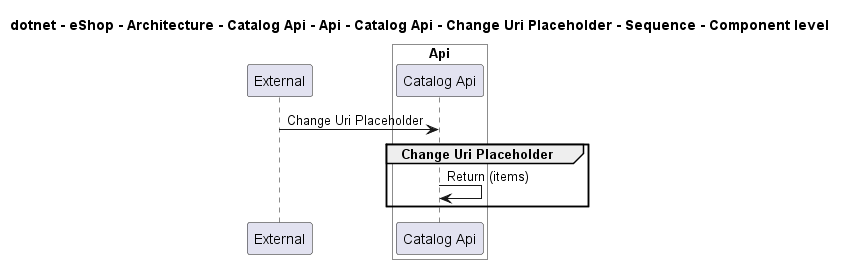 dotnet - eShop - Architecture - Catalog Api - Api - Catalog Api - Change Uri Placeholder - Sequence - Component level
Api
External
Catalog Api
Change Uri Placeholder
Change Uri Placeholder
Return (items)
External
Catalog Api